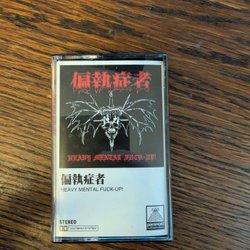 偏執症者
HEAVY MENTAL FUCK-UP!
偏執症者
HEAVY MENTAL FUCK-UP!
STEREO